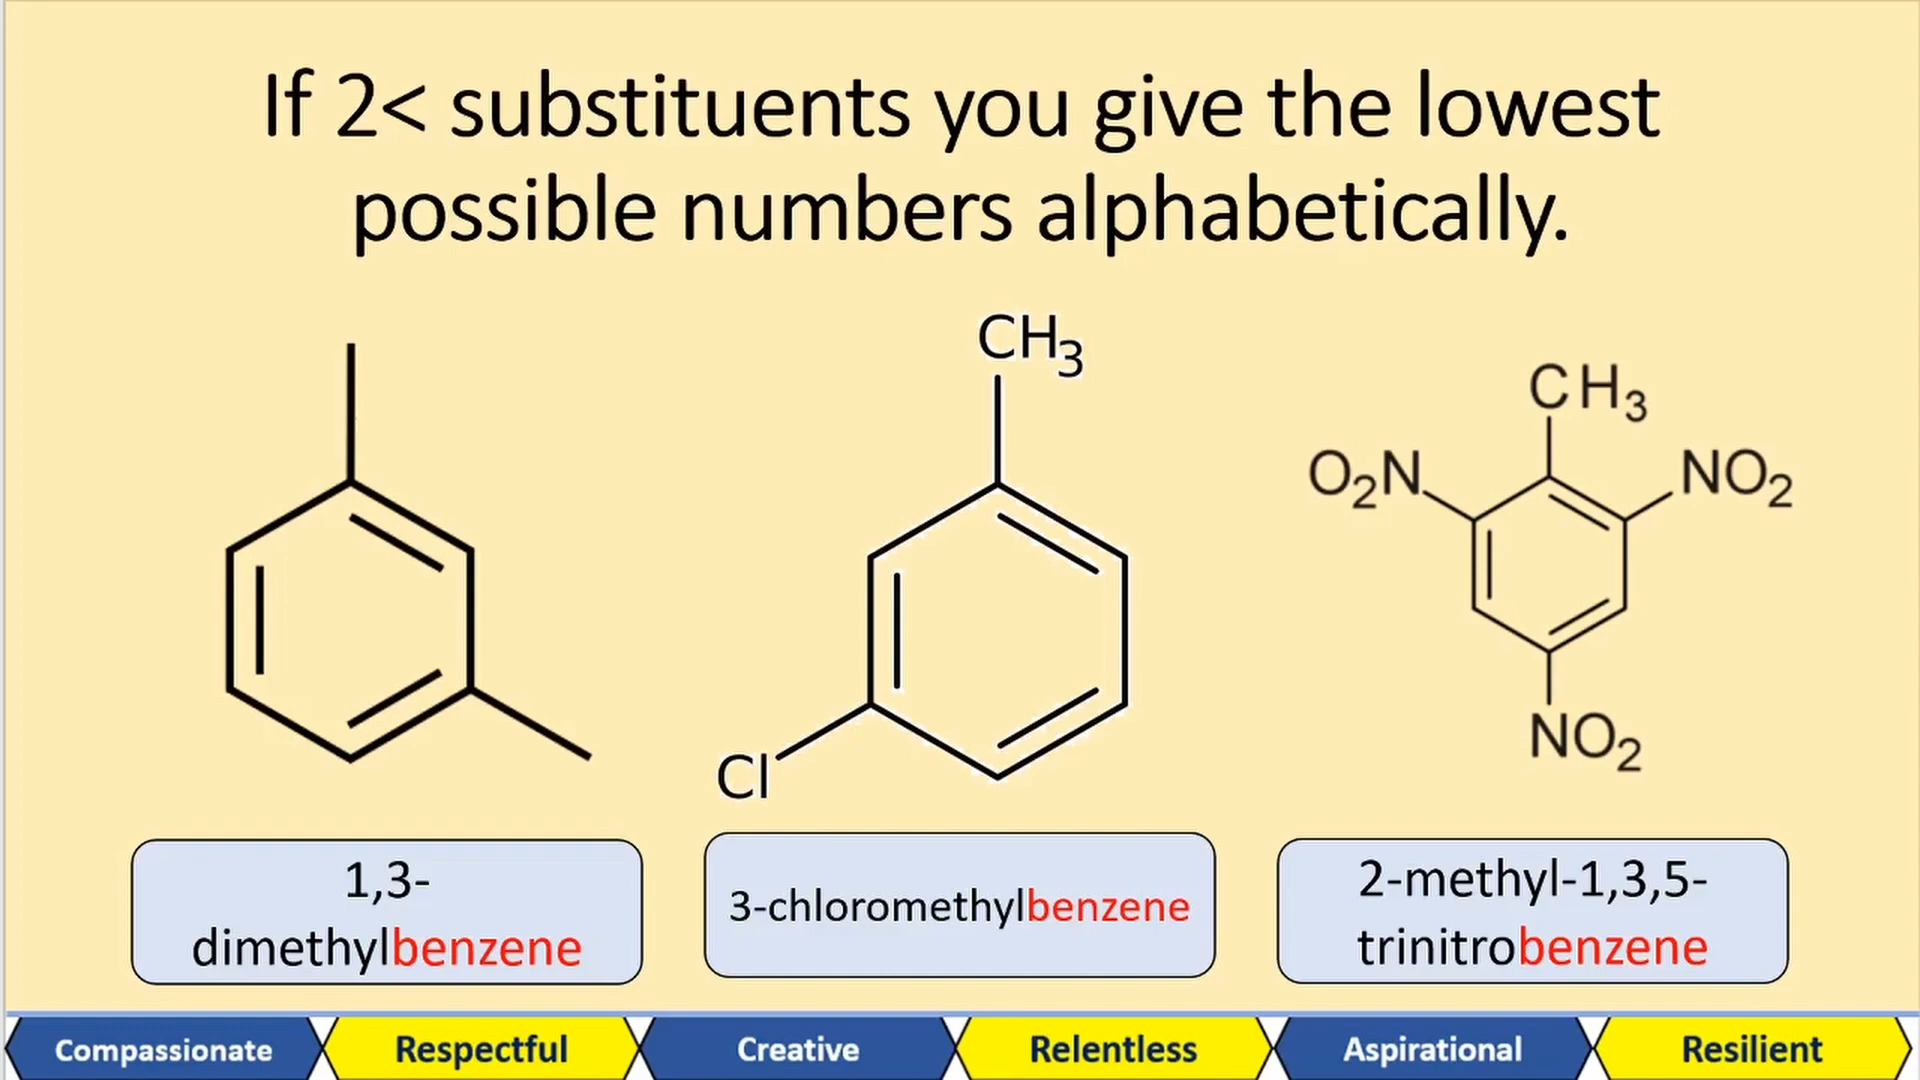 If 2< substituents you give the lowest
possible numbers alphabetically.
CH3
Cl
CH3
O2N
NO2
NO2
1,3-
dimethylbenzene
3-chloromethylbenzene
2-methyl-1,3,5-
trinitrobenzene
Compassionate
Respectful
Creative
Relentless
Aspirational
Resilient